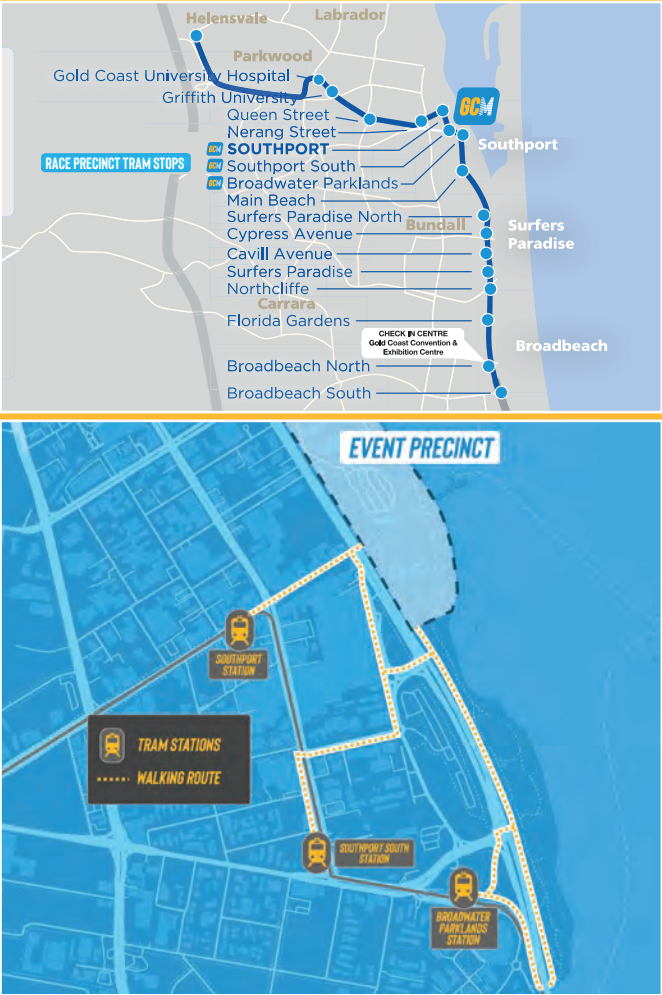 Helensvale
Labrador
Parkwood
Gold Coast University Hospital
Griffith University
Queen Street
Nerang Street
GCM
GCM SOUTHPORT
GCM Southport South
GCM Broadwater Parklands
RACE PRECINCT TRAM STOPS
Southport
Main Beach
Surfers Paradise North
Bundall
Cypress Avenue
Surfers
Paradise
Cavill Avenue
Surfers Paradise
Northcliffe
Carrara
Florida Gardens
CHECK IN CENTRE
Gold Coast Convention &
Exhibition Centre
Broadbeach
Broadbeach North
Broadbeach South
EVENT PRECINCT
SOUTHPORT
STATION
TRAM STATIONS
WALKING ROUTE
SOUTHPORT SOUTH
STATION
BROADWATER
PARKLANDS
STATION